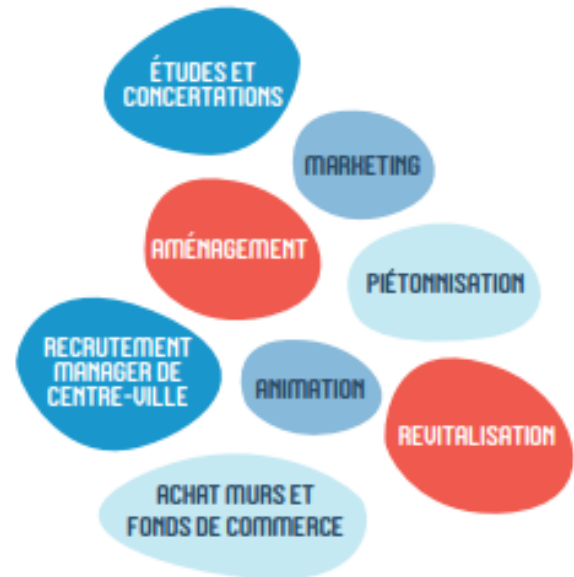 ÉTUDES ET
CONCERTATIONS
MARKETING
AMÉNAGEMENT
PIÉTONNISATION
RECRUTEMENT
MANAGER DE
CENTRE-VILLE
ANIMATION
REVITALISATION
ACHAT MURS ET
FONDS DE COMMERCE